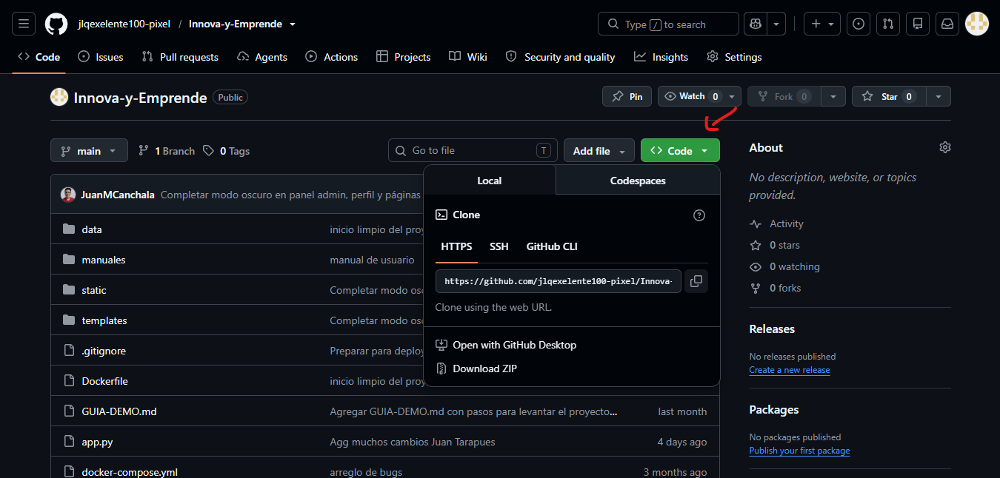 jlqexelente100-pixel / Innova-y-Emprende
Type / to search
Code Issues Pull requests Agents Actions Projects Wiki Security and quality Insights Settings
Innova-y-Emprende Public
Pin Watch 0 Fork 0 Star 0
main 1 Branch 0 Tags Go to file T Add file Code
About
No description, website, or topics
provided.
Activity
0 stars
0 watching
0 forks
Releases
No releases published
Create a new release
Packages
No packages published
Publish your first package
Local Codespaces
Clone
HTTPS SSH GitHub CLI
https://github.com/jlqexelente100-pixel/Innova-
Clone using the web URL.
Open with GitHub Desktop
Download ZIP
JuanMCanchala Completar modo oscuro en panel admin, perfil y páginas
data inicio limpio del proy
manuales manual de usuario
static Completar modo osc
templates Completar modo osc
.gitignore Preparar para deploy
Dockerfile inicio limpio del proy
GUIA-DEMO.md Agregar GUIA-DEMO.md con pasos para levantar el proyecto... last month
app.py Agg muchos cambios Juan Tarapues 4 days ago
docker-compose.yml arreglo de bugs 3 months ago